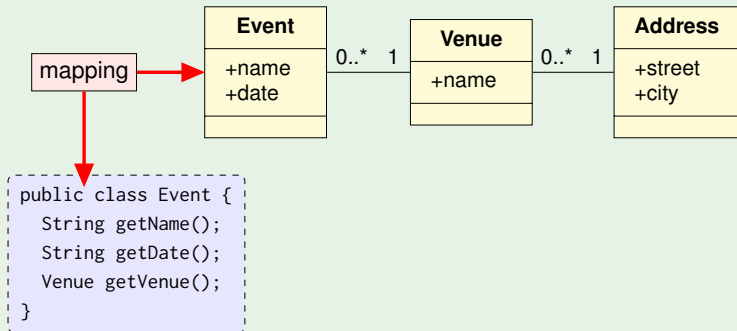 Event
+name
+date
0..* 1
Venue
+name
0..* 1
Address
+street
+city
mapping
public class Event {
  String getName();
  String getDate();
  Venue getVenue();
}